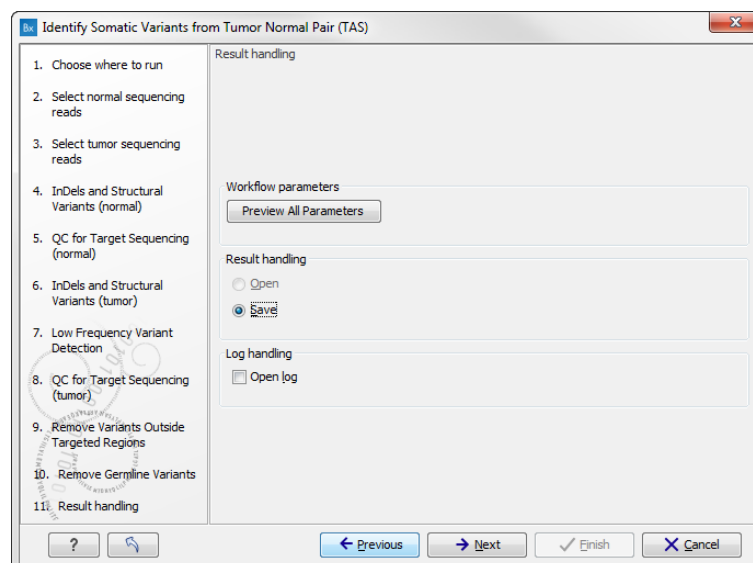 Bx Identify Somatic Variants from Tumor Normal Pair (TAS)
x
1. Choose where to run
2. Select normal sequencing
reads
3. Select tumor sequencing
reads
4. InDels and Structural
Variants (normal)
5. QC for Target Sequencing
(normal)
6. InDels and Structural
Variants (tumor)
7. Low Frequency Variant
Detection
8. QC for Target Sequencing
(tumor)
9. Remove Variants Outside
Targeted Regions
10. Remove Germline Variants
11. Result handling
Result handling
Workflow parameters
Preview All Parameters
Result handling
Open
Save
Log handling
Open log
?
Previous
Next
Finish
Cancel